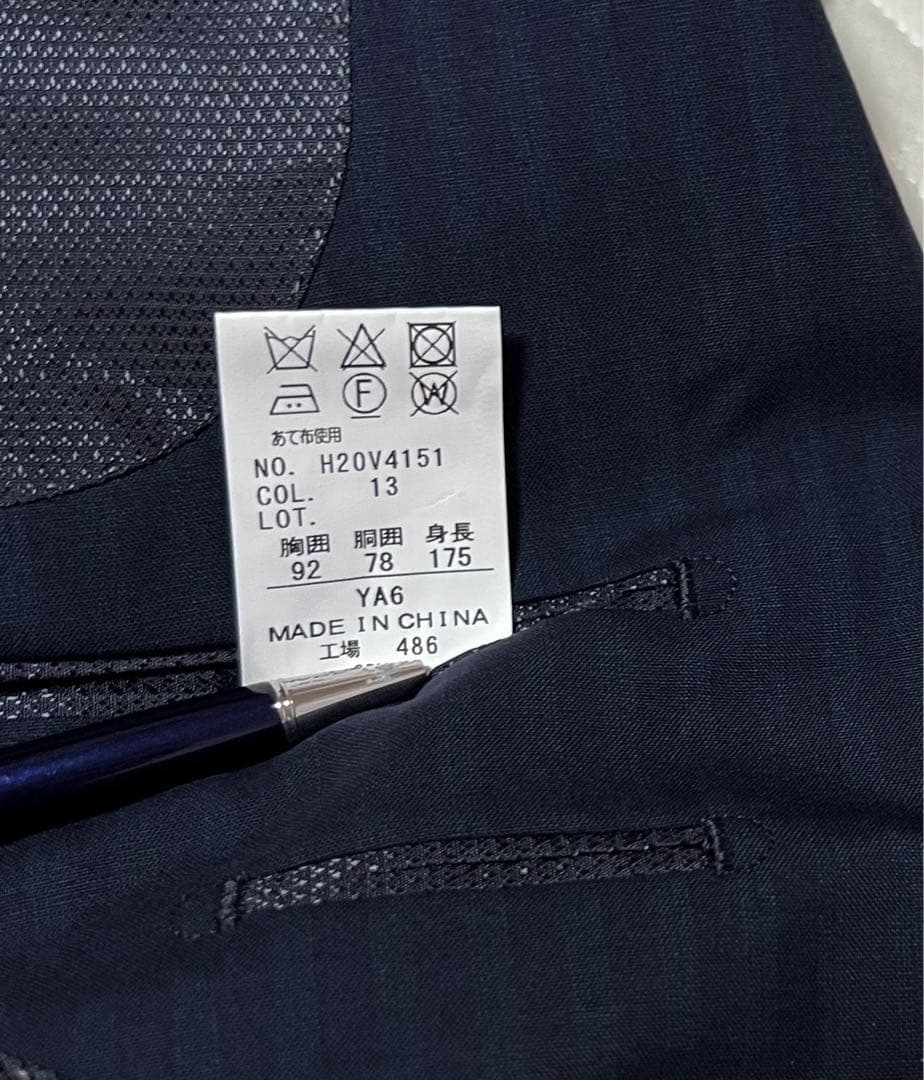 F W
あて布使用
NO. H20V4151
COL. 13
LOT.
胸囲 胴囲 身長
92 78 175
YA6
MADE IN CHINA
工場 486